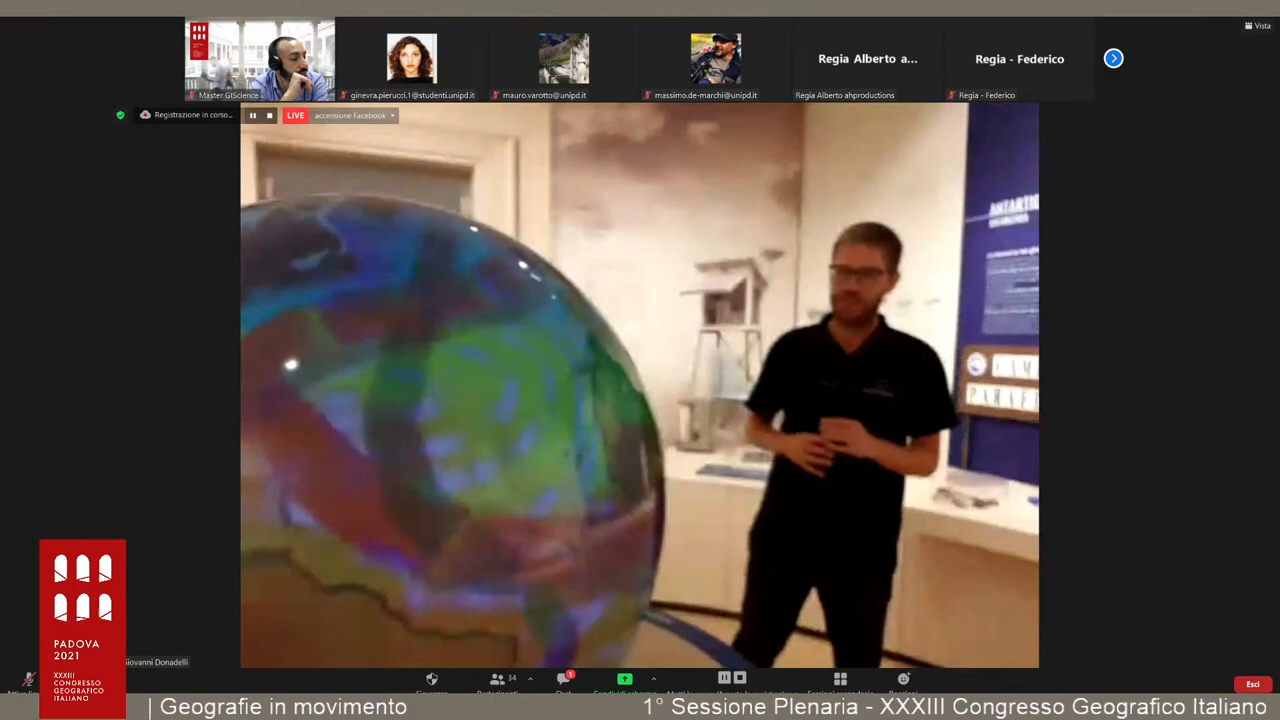 Vista
Master GIScience
ginevra.pierucci.1@studenti.unipd.it
mauro.varotto@unipd.it
massimo.de-marchi@unipd.it
Regia Alberto a...
Regia Alberto ahproductions
Regia - Federico
Regia - Federico
Registrazione in corso...
LIVE
accensione Facebook
PADOVA
2021
XXXIII
CONGRESSO
GEOGRAFICO
ITALIANO
Giovanni Donadelli
34
1
Esci
| Geografie in movimento
1° Sessione Plenaria - XXXIII Congresso Geografico Italiano